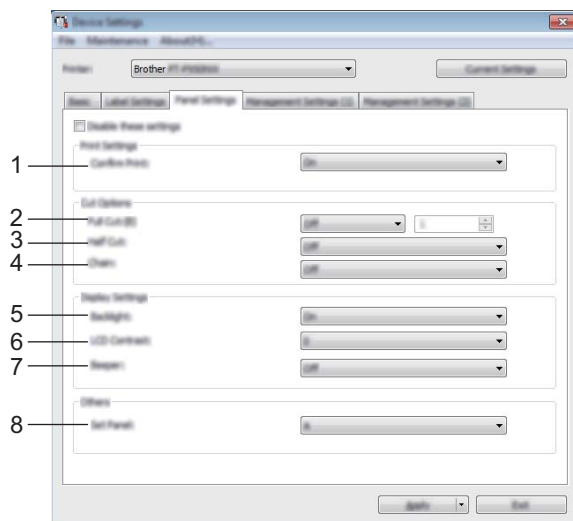 Device Settings
File Maintenance About(H)...
Printer: Brother Current Settings
Basic Label Settings Panel Settings Management Settings (1) Management Settings (2)
Disable these settings
Print Settings
1 Confirm Print: On
Cut Options
2 Full Cut:(B) Off 1
3 Half Cut: Off
4 Chain: Off
Display Settings
5 Backlight: On
6 LCD Contrast: 0
7 Beeper: Off
Others
8 Set Panel: A
Apply Exit